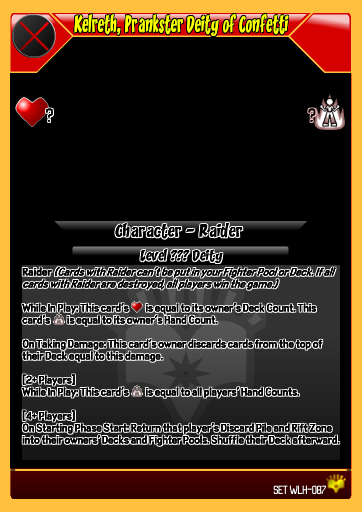 Kelreth, Prankster Deity of Confetti
? ?
Character - Raider
Level ??? Deity
Raider (Cards with Raider can't be put in your Fighter Pool or Deck. If all
cards with Raider are destroyed, all players win the game.)
While In Play: This card's is equal to its owner's Deck Count. This
card's is equal to its owner's Hand Count.
On Taking Damage: This card's owner discards cards from the top of
their Deck equal to this damage.
[2+ Players]
While In Play: This card's is equal to all players' Hand Counts.
[4+ Players]
On Starting Phase Start: Return that player's Discard Pile and Rift Zone
into their owners' Decks and Fighter Pools. Shuffle their Deck afterward.
SET WLH-087